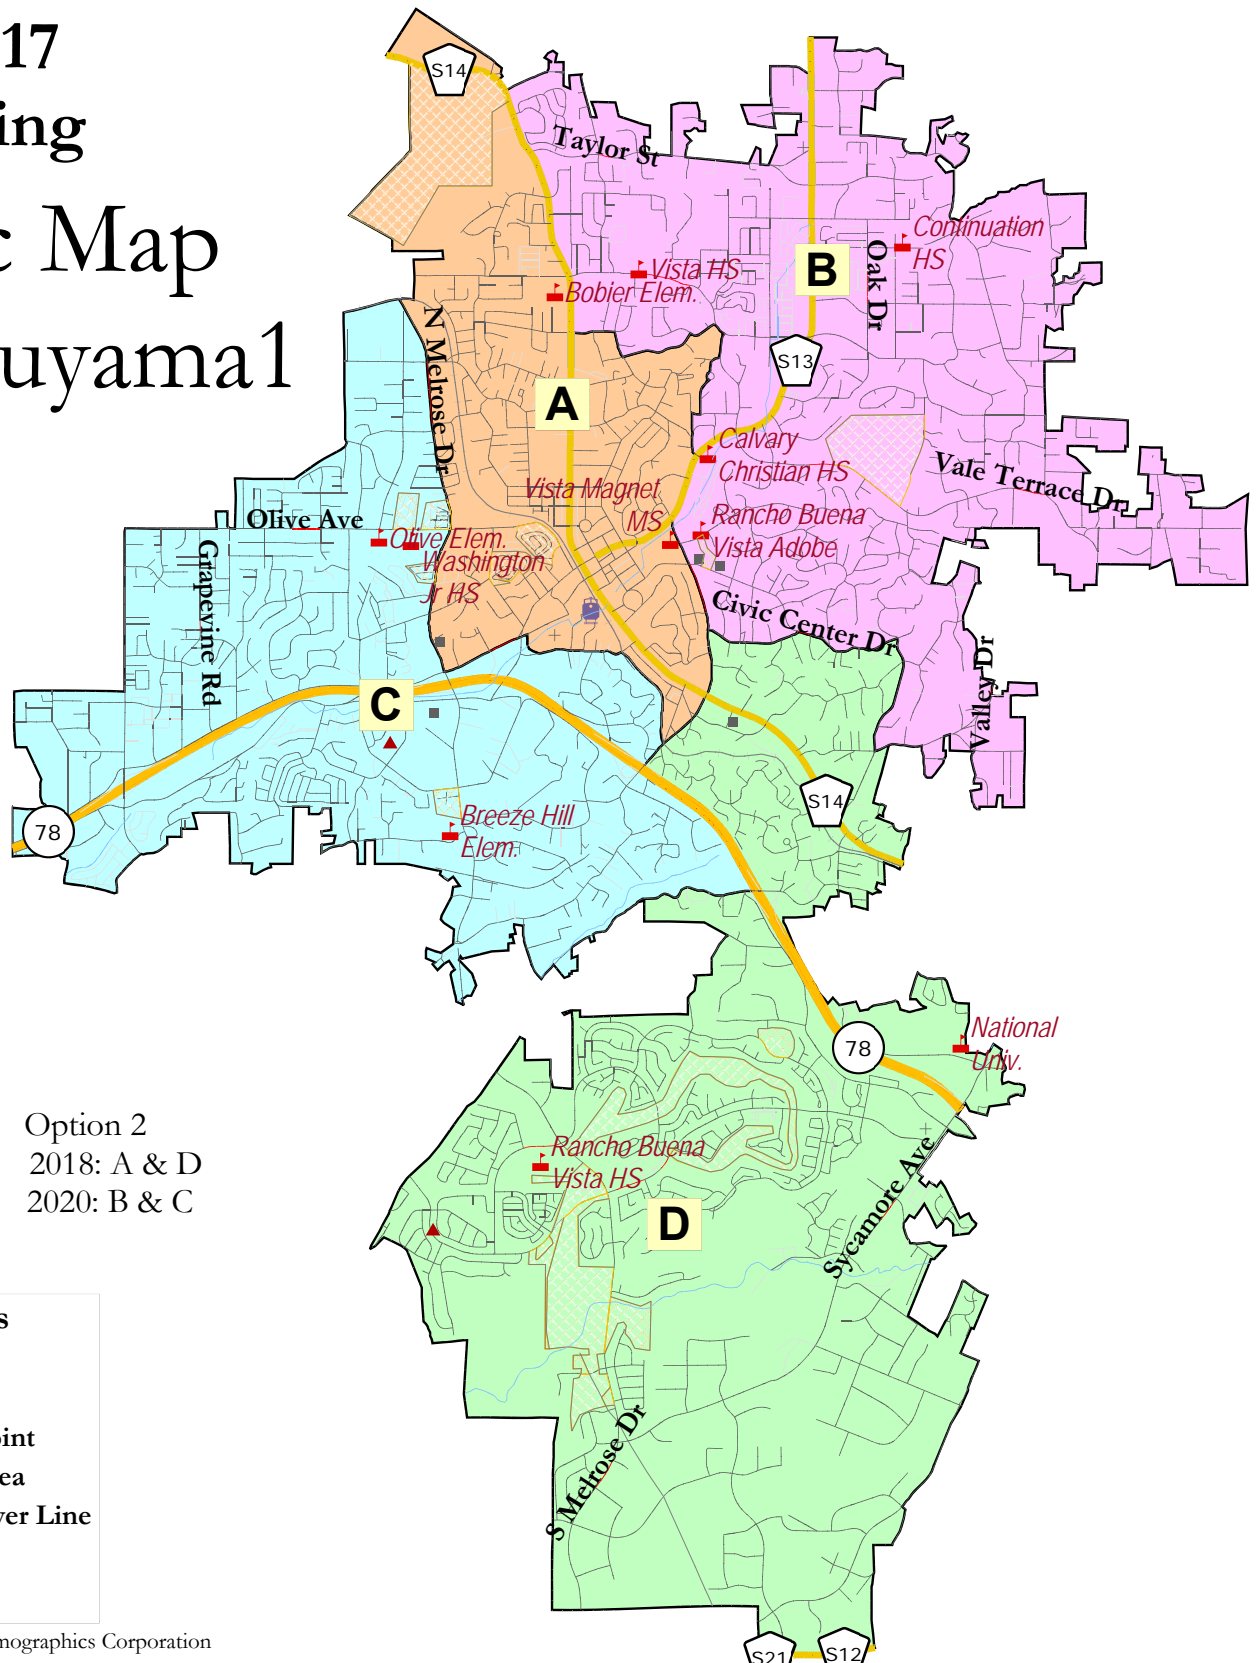 17
ing
c Map
uyama1
S14
Taylor St
Continuation
HS
Vista HS
Bobier Elem.
B
Oak Dr
N Melrose Dr
S13
A
Calvary
Christian HS
Vale Terrace Dr
Vista Magnet
MS
Rancho Buena
Vista Adobe
Olive Ave
Olive Elem.
Washington
Jr HS
Grapevine Rd
Civic Center Dr
Valley Dr
C
S14
78
Breeze Hill
Elem.
National
Univ.
78
Option 2
2018: A & D
2020: B & C
Rancho Buena
Vista HS
Sycamore Ave
D
s
oint
ea
ver Line
S Melrose Dr
mographics Corporation
S21
S12